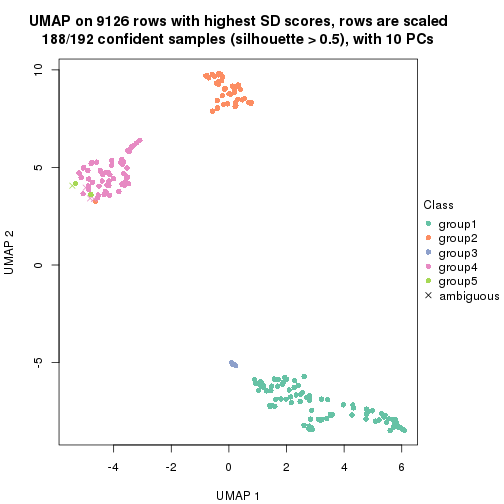 UMAP on 9126 rows with highest SD scores, rows are scaled
188/192 confident samples (silhouette > 0.5), with 10 PCs
10
5
0
-5
UMAP 2
-4
-2
0
2
4
6
UMAP 1
Class
group1
group2
group3
group4
group5
ambiguous